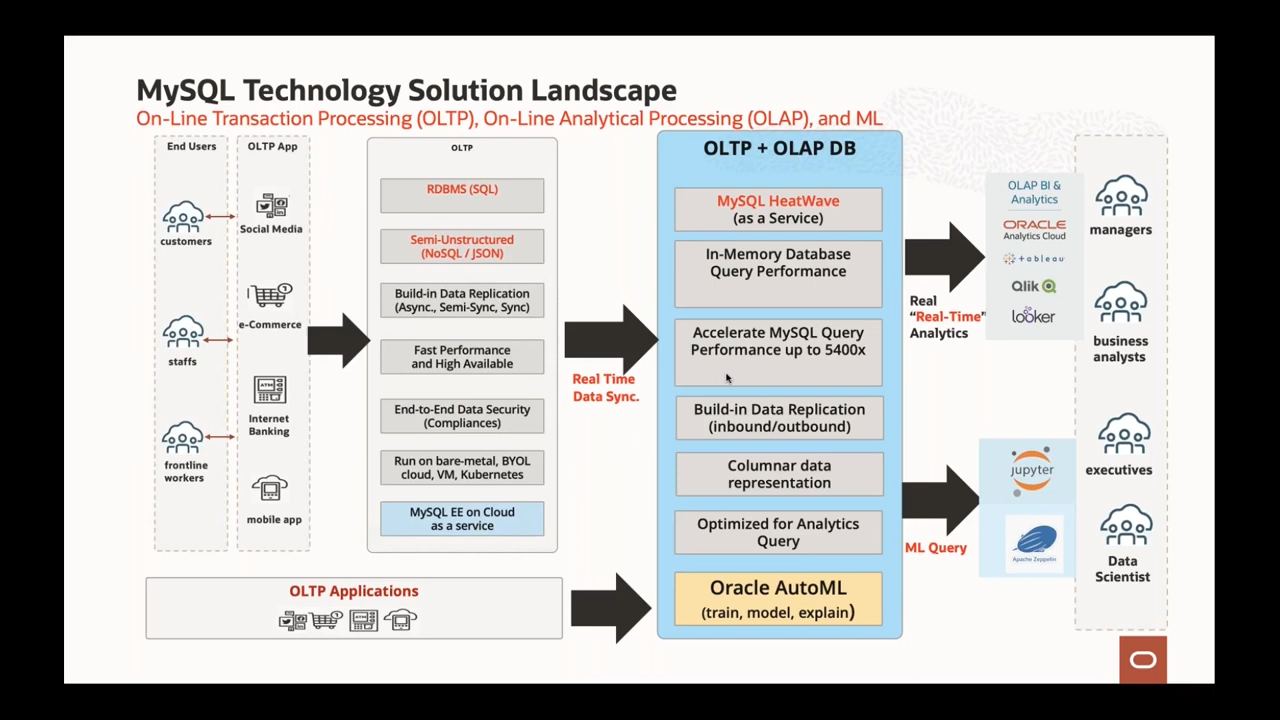 MySQL Technology Solution Landscape
On-Line Transaction Processing (OLTP), On-Line Analytical Processing (OLAP), and ML
End Users
customers
staffs
frontline
workers
OLTP App
Social Media
e-Commerce
ATM
Internet
Banking
mobile app
OLTP
RDBMS (SQL)
Semi-Unstructured
(NoSQL / JSON)
Build-in Data Replication
(Async., Semi-Sync, Sync)
Fast Performance
and High Available
End-to-End Data Security
(Compliances)
Run on bare-metal, BYOL
cloud, VM, Kubernetes
MySQL EE on Cloud
as a service
OLTP Applications
ATM
Real Time
Data Sync.
OLTP + OLAP DB
MySQL HeatWave
(as a Service)
In-Memory Database
Query Performance
Accelerate MySQL Query
Performance up to 5400x
Build-in Data Replication
(inbound/outbound)
Columnar data
representation
Optimized for Analytics
Query
Oracle AutoML
(train, model, explain)
Real
“Real-Time”
Analytics
ML Query
OLAP BI &
Analytics
ORACLE
Analytics Cloud
+ableau
Qlik
looker
jupyter
Apache Zeppelin
managers
business
analysts
executives
Data
Scientist